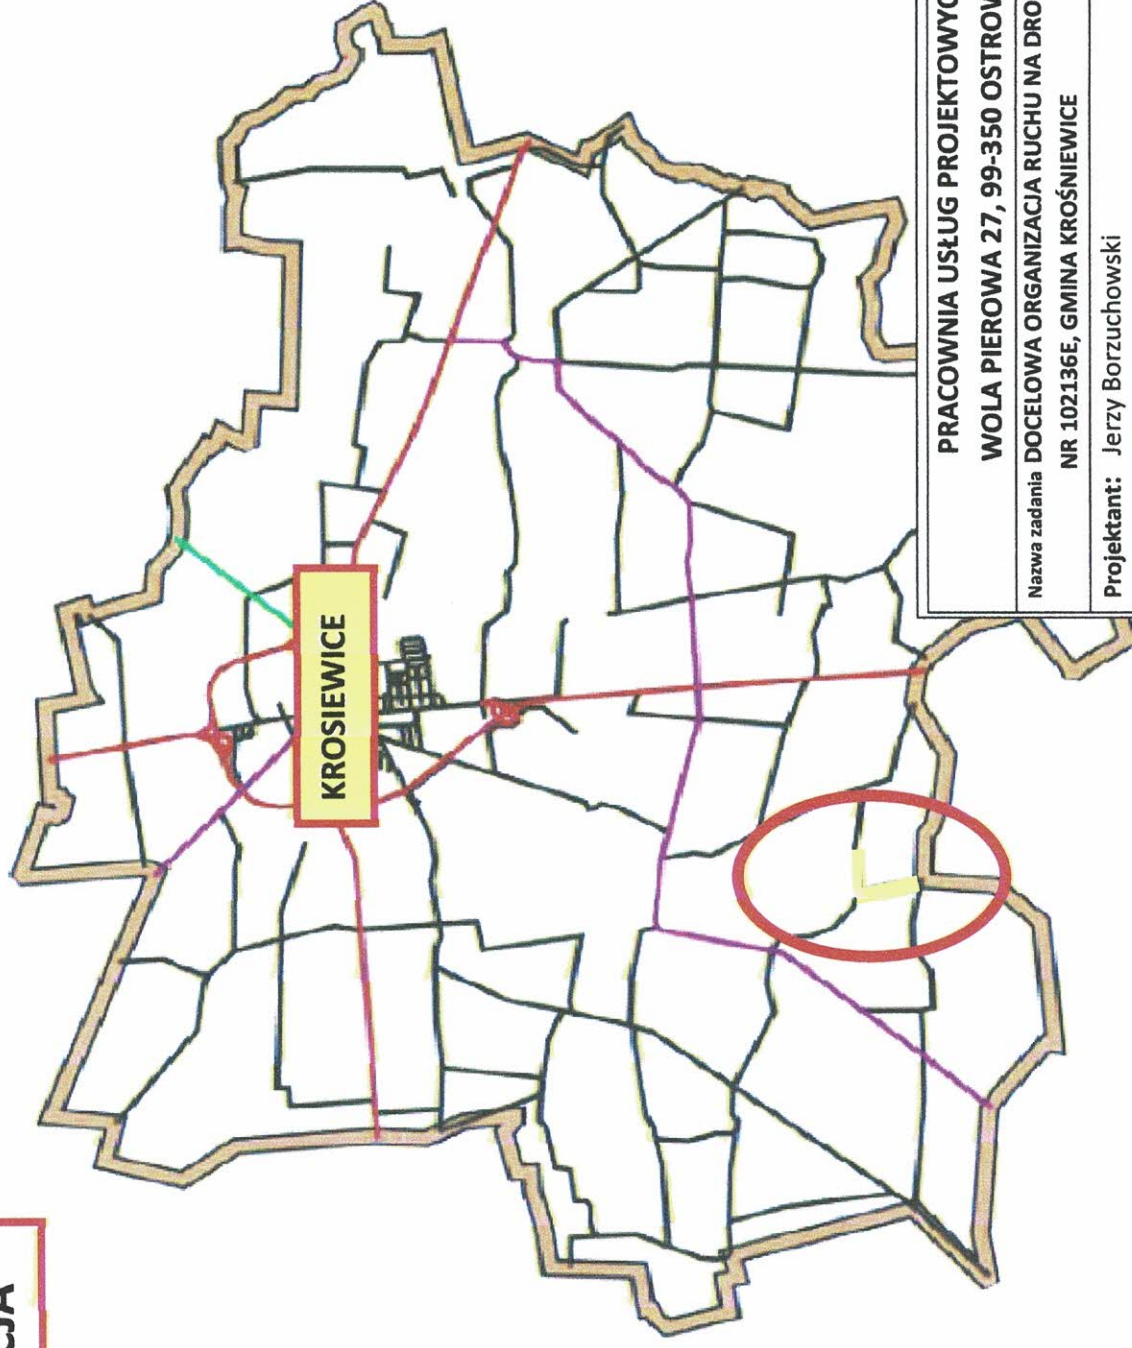 CJA
KROSIEWICE
PRACOWNIA USŁUG PROJEKTOWYC
WOLA PIEROWA 27, 99-350 OSTROW
Nazwa zadania DOCELOWA ORGANIZACJA RUCHU NA DRO
NR 102136E, GMINA KROŚNIEWICE
Projektant: Jerzy Borzuchowski